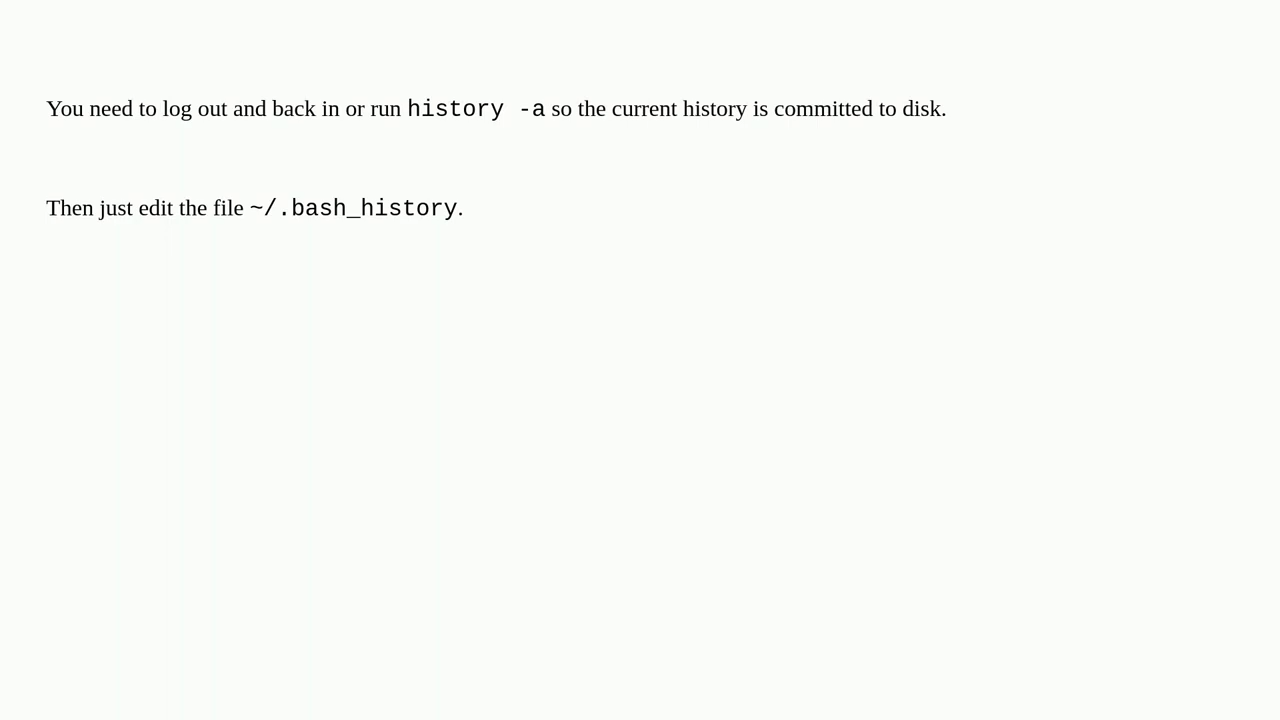 You need to log out and back in or run history -a so the current history is committed to disk.
Then just edit the file ~/.bash_history.